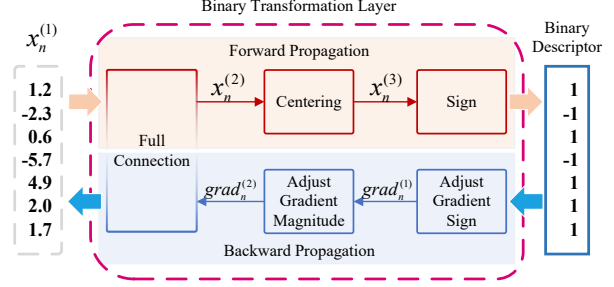 Binary Transformation Layer
x_n^{(1)}
Binary
Descriptor
Forward Propagation
1.2
-2.3
0.6
-5.7
4.9
2.0
1.7
Full
Connection
x_n^{(2)}
Centering
x_n^{(3)}
Sign
grad_n^{(2)}
Adjust
Gradient
Magnitude
grad_n^{(1)}
Adjust
Gradient
Sign
Backward Propagation
1
-1
1
-1
1
1
1